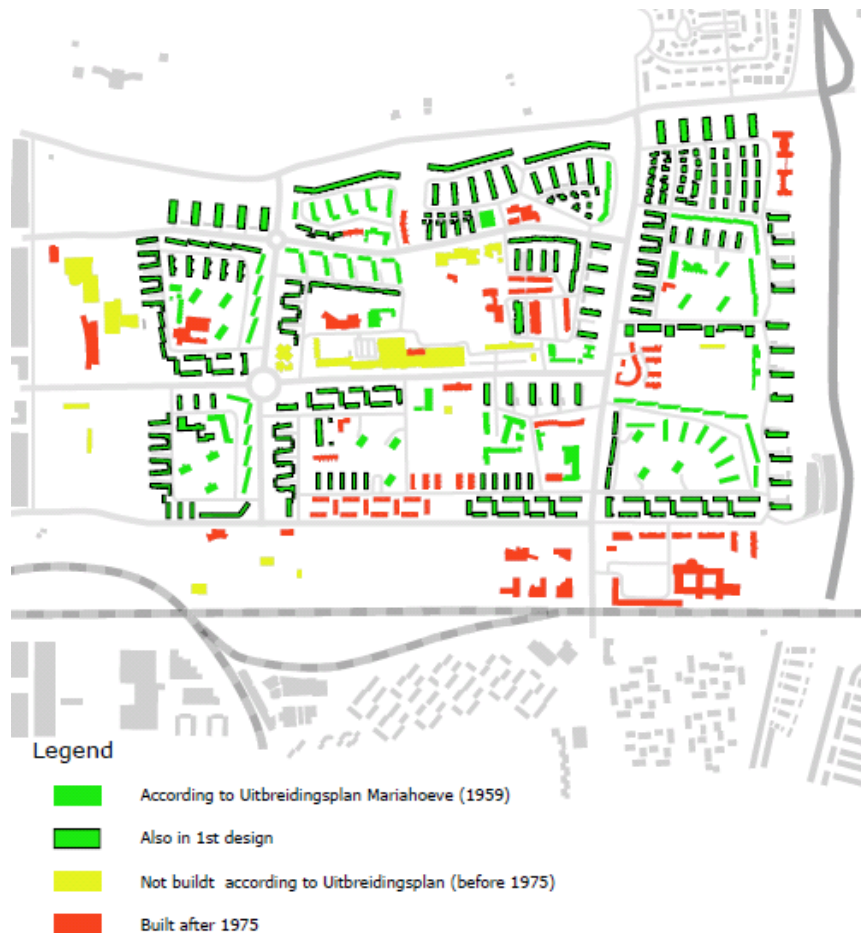 Legend
According to Uitbreidingsplan Mariahoeve (1959)
Also in 1st design
Not buildt according to Uitbreidingsplan (before 1975)
Built after 1975